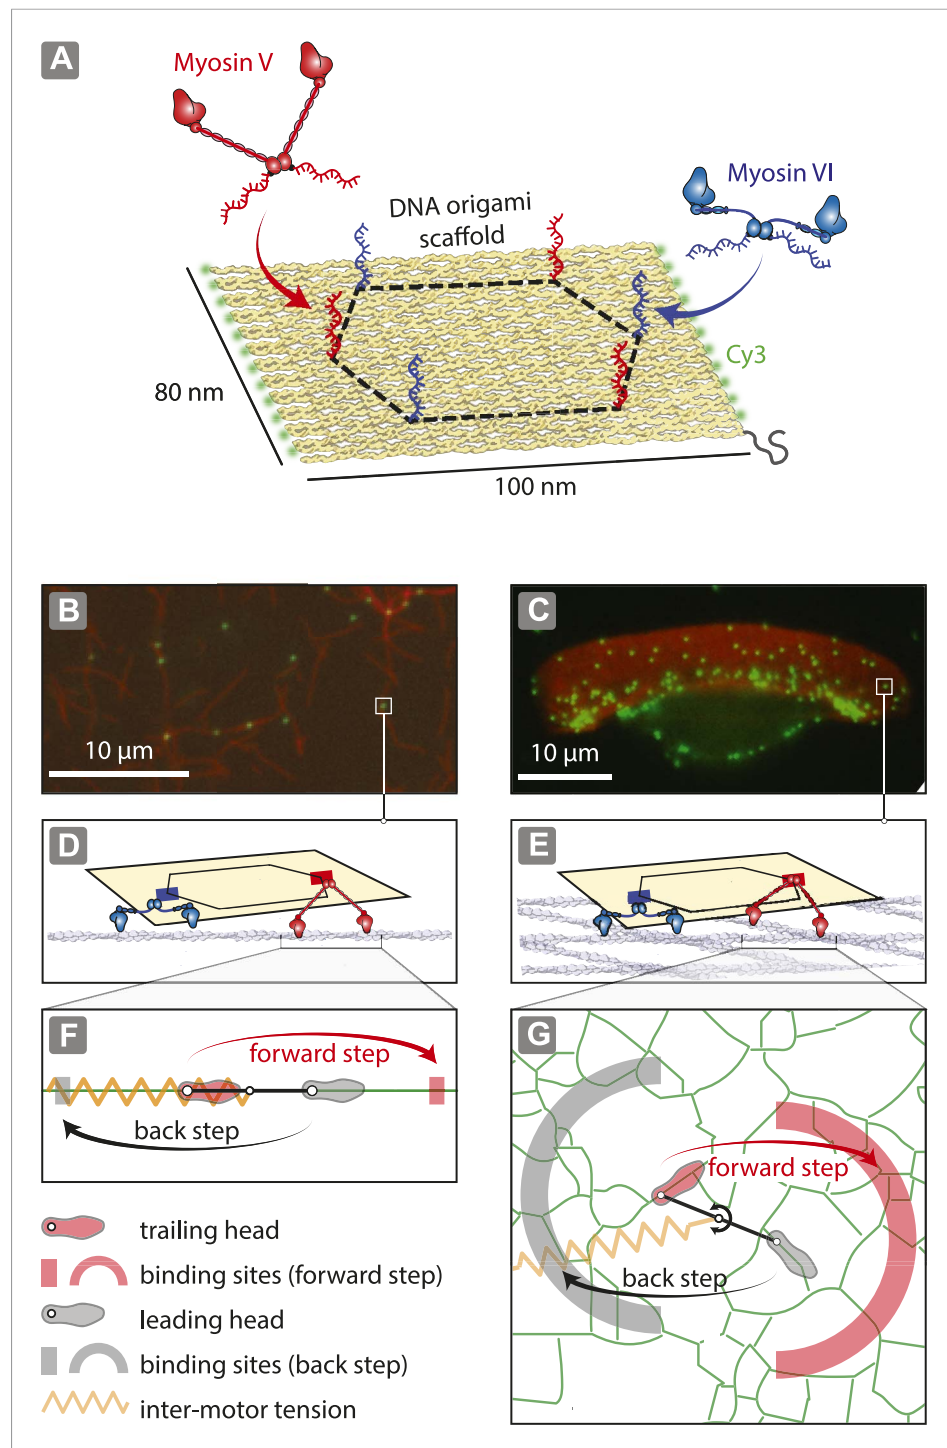 A
Myosin V
Myosin VI
DNA origami
scaffold
Cy3
80 nm
100 nm
B
10 µm
C
10 µm
D
E
F
forward step
back step
G
forward step
back step
trailing head
binding sites (forward step)
leading head
binding sites (back step)
inter-motor tension